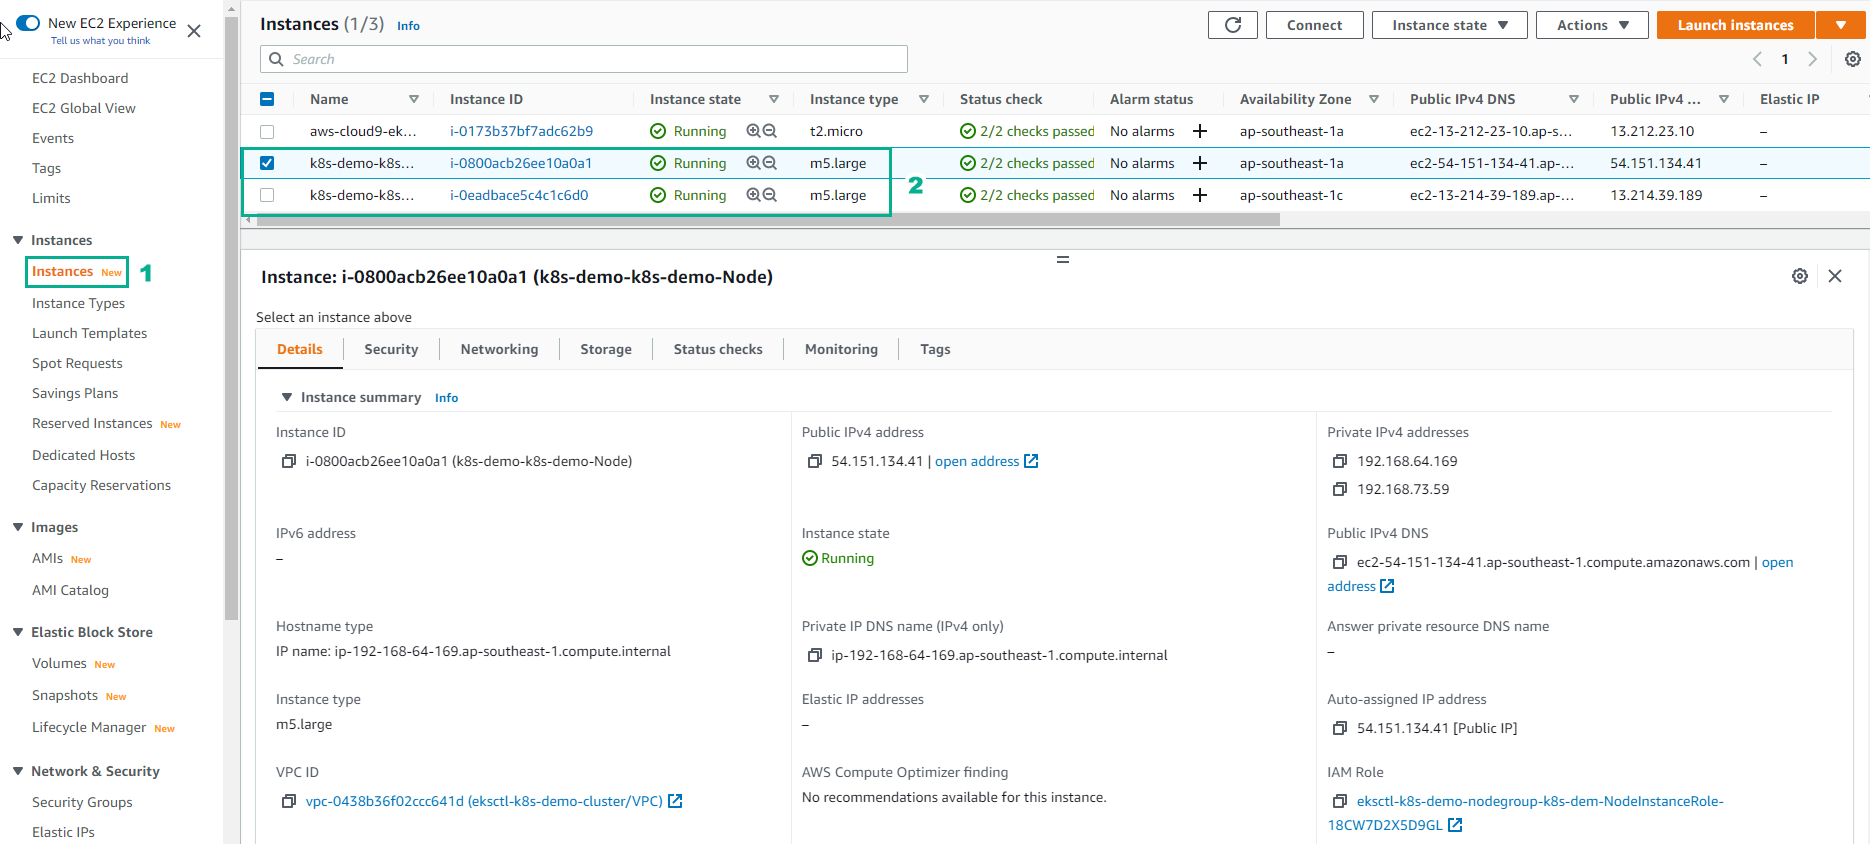 New EC2 Experience
Tell us what you think
EC2 Dashboard
EC2 Global View
Events
Tags
Limits
Instances
Instances New
1
Instance Types
Launch Templates
Spot Requests
Savings Plans
Reserved Instances New
Dedicated Hosts
Capacity Reservations
Images
AMIs New
AMI Catalog
Elastic Block Store
Volumes New
Snapshots New
Lifecycle Manager New
Network & Security
Security Groups
Elastic IPs
Instances (1/3) Info
Connect
Instance state
Actions
Launch instances
Search
1
Name Instance ID Instance state Instance type Status check Alarm status Availability Zone Public IPv4 DNS Public IPv4 ... Elastic IP
aws-cloud9-ek... i-0173b37bf7adc62b9 Running t2.micro 2/2 checks passed No alarms + ap-southeast-1a ec2-13-212-23-10.ap-s... 13.212.23.10 –
k8s-demo-k8s... i-0800acb26ee10a0a1 Running m5.large 2/2 checks passed No alarms + ap-southeast-1a ec2-54-151-134-41.ap-... 54.151.134.41 –
2
k8s-demo-k8s... i-0eadbace5c4c1c6d0 Running m5.large 2/2 checks passed No alarms + ap-southeast-1c ec2-13-214-39-189.ap-... 13.214.39.189 –
Instance: i-0800acb26ee10a0a1 (k8s-demo-k8s-demo-Node)
Select an instance above
Details Security Networking Storage Status checks Monitoring Tags
Instance summary Info
Instance ID
i-0800acb26ee10a0a1 (k8s-demo-k8s-demo-Node)
Public IPv4 address
54.151.134.41 | open address
Private IPv4 addresses
192.168.64.169
192.168.73.59
IPv6 address
–
Instance state
Running
Public IPv4 DNS
ec2-54-151-134-41.ap-southeast-1.compute.amazonaws.com | open
address
Hostname type
IP name: ip-192-168-64-169.ap-southeast-1.compute.internal
Private IP DNS name (IPv4 only)
ip-192-168-64-169.ap-southeast-1.compute.internal
Answer private resource DNS name
–
Instance type
m5.large
Elastic IP addresses
–
Auto-assigned IP address
54.151.134.41 [Public IP]
VPC ID
vpc-0438b36f02ccc641d (eksctl-k8s-demo-cluster/VPC)
AWS Compute Optimizer finding
No recommendations available for this instance.
IAM Role
eksctl-k8s-demo-nodegroup-k8s-dem-NodeInstanceRole-
18CW7D2X5D9GL